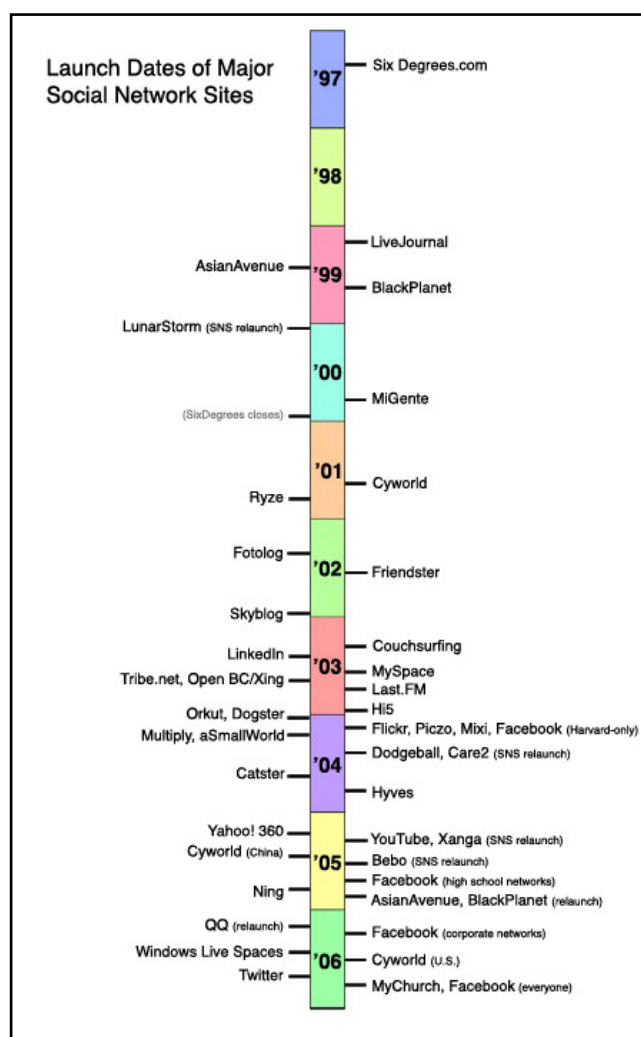 Launch Dates of Major
Social Network Sites
'97
Six Degrees.com
'98
'99
LiveJournal
AsianAvenue
BlackPlanet
LunarStorm (SNS relaunch)
'00
MiGente
(SixDegrees closes)
'01
Cyworld
Ryze
'02
Fotolog
Friendster
Skyblog
'03
Couchsurfing
LinkedIn
MySpace
Tribe.net, Open BC/Xing
Last.FM
Hi5
'04
Orkut, Dogster
Flickr, Piczo, Mixi, Facebook (Harvard-only)
Multiply, aSmallWorld
Dodgeball, Care2 (SNS relaunch)
Catster
Hyves
'05
Yahoo! 360
YouTube, Xanga (SNS relaunch)
Cyworld (China)
Bebo (SNS relaunch)
Facebook (high school networks)
Ning
AsianAvenue, BlackPlanet (relaunch)
'06
QQ (relaunch)
Facebook (corporate networks)
Windows Live Spaces
Cyworld (U.S.)
Twitter
MyChurch, Facebook (everyone)